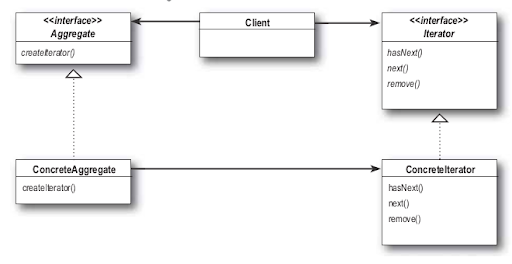 <<interface>>
Aggregate
createIterator()
Client
<<interface>>
Iterator
hasNext()
next()
remove()
ConcreteAggregate
createIterator()
ConcreteIterator
hasNext()
next()
remove()